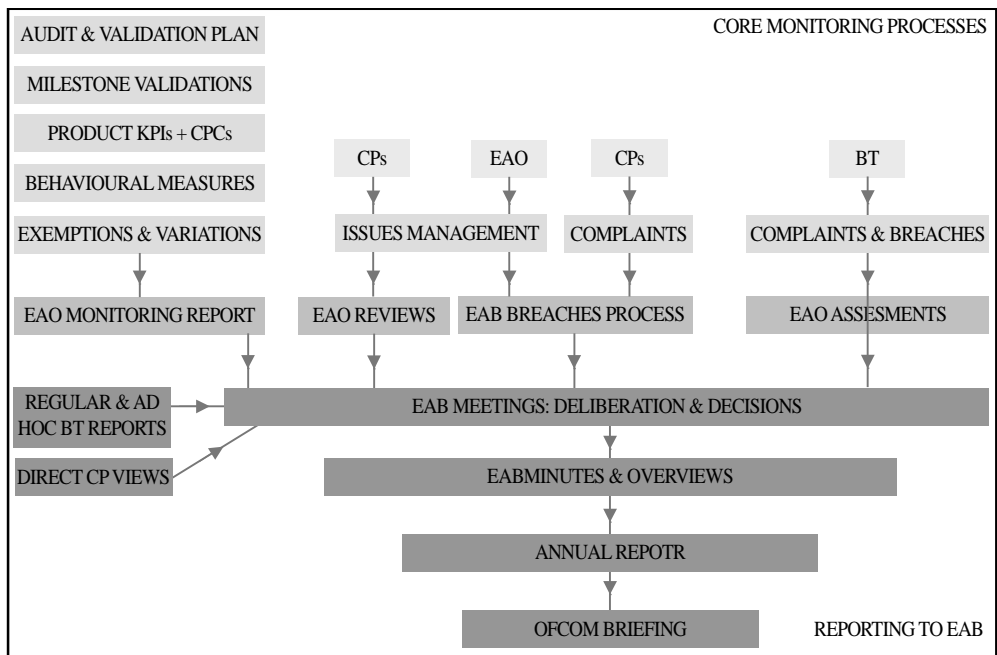 CORE MONITORING PROCESSES
AUDIT & VALIDATION PLAN
MILESTONE VALIDATIONS
PRODUCT KPIs + CPCs
BEHAVIOURAL MEASURES
EXEMPTIONS & VARIATIONS
EAO MONITORING REPORT
CPs
EAO
CPs
BT
ISSUES MANAGEMENT
COMPLAINTS
COMPLAINTS & BREACHES
EAO REVIEWS
EAB BREACHES PROCESS
EAO ASSESMENTS
REGULAR & AD
HOC BT REPORTS
DIRECT CP VIEWS
EAB MEETINGS: DELIBERATION & DECISIONS
EABMINUTES & OVERVIEWS
ANNUAL REPOTR
OFCOM BRIEFING
REPORTING TO EAB